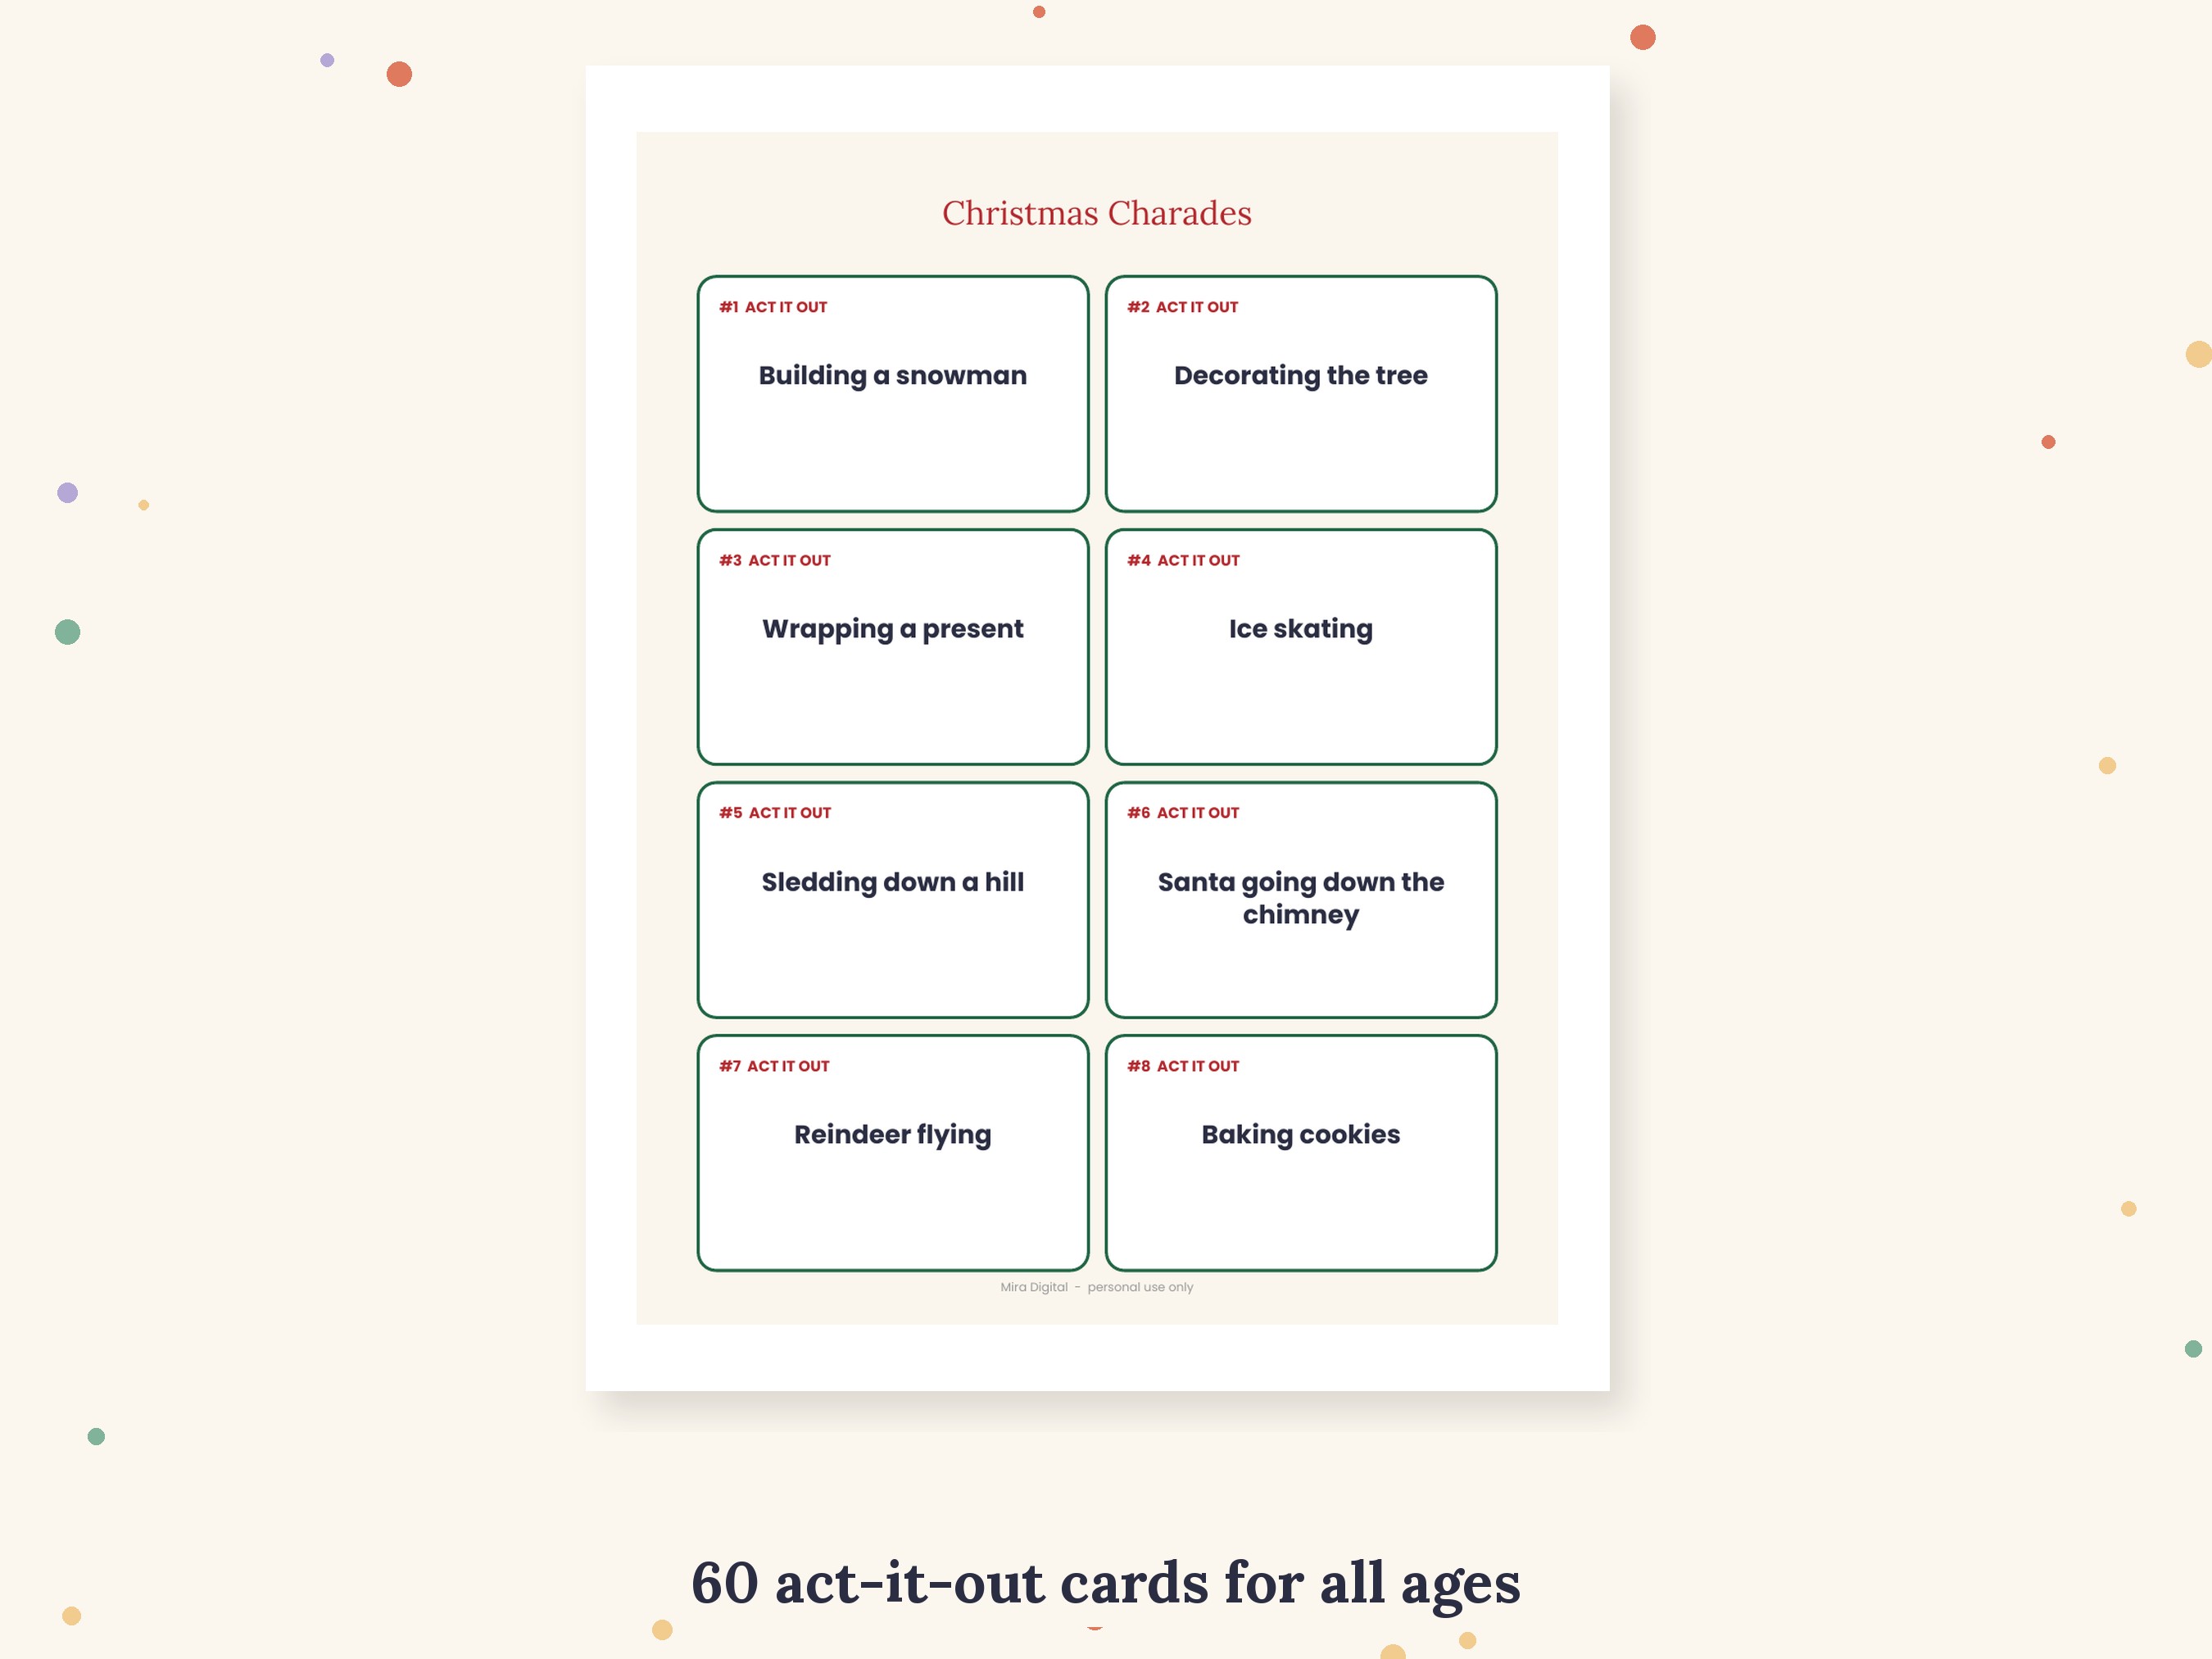 Christmas Charades
#1 ACT IT OUT
Building a snowman
#2 ACT IT OUT
Decorating the tree
#3 ACT IT OUT
Wrapping a present
#4 ACT IT OUT
Ice skating
#5 ACT IT OUT
Sledding down a hill
#6 ACT IT OUT
Santa going down the
chimney
#7 ACT IT OUT
Reindeer flying
#8 ACT IT OUT
Baking cookies
Mira Digital - personal use only
60 act-it-out cards for all ages